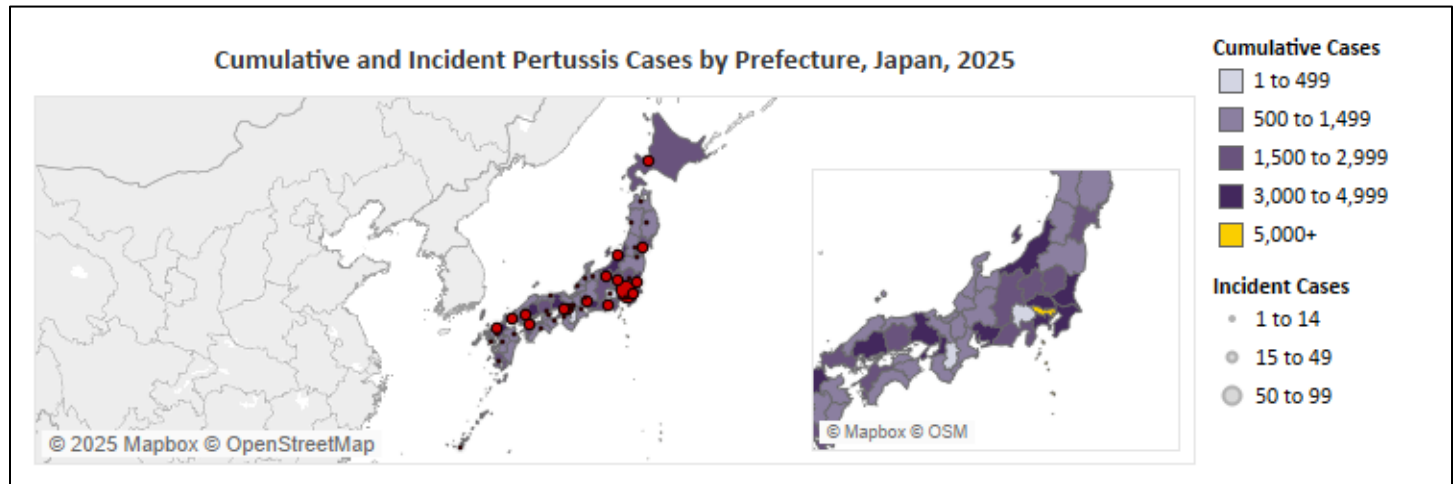 Cumulative and Incident Pertussis Cases by Prefecture, Japan, 2025
© 2025 Mapbox © OpenStreetMap
© Mapbox © OSM
Cumulative Cases
1 to 499
500 to 1,499
1,500 to 2,999
3,000 to 4,999
5,000+
Incident Cases
1 to 14
15 to 49
50 to 99